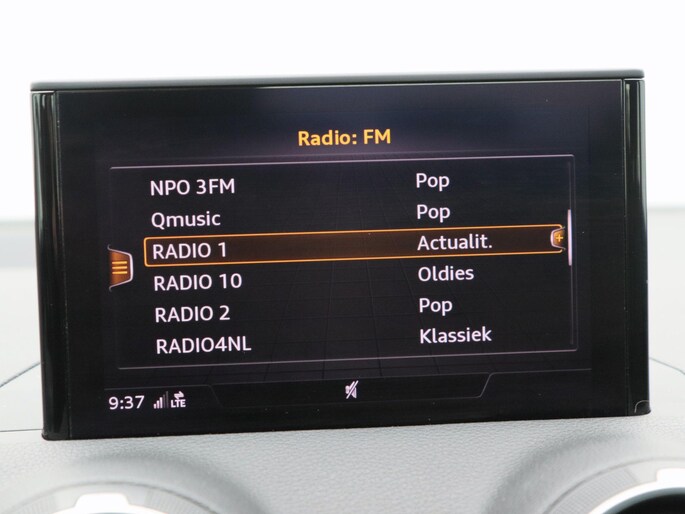 Radio: FM
NPO 3FM Pop
Qmusic Pop
RADIO 1 Actualit.
RADIO 10 Oldies
RADIO 2 Pop
RADIO4NL Klassiek
9:37 LTE